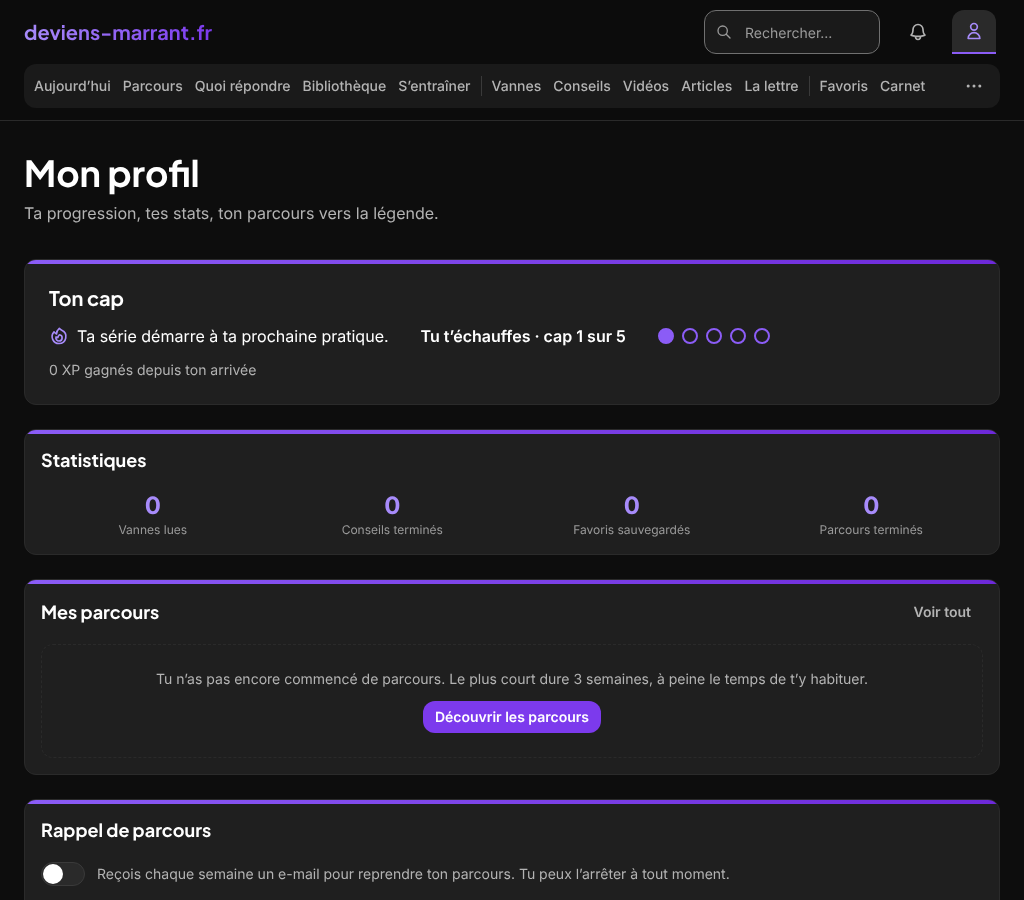 deviens-marrant.fr
Rechercher...
Aujourd’hui Parcours Quoi répondre Bibliothèque S’entraîner Vannes Conseils Vidéos Articles La lettre Favoris Carnet ···
Mon profil
Ta progression, tes stats, ton parcours vers la légende.
Ton cap
Ta série démarre à ta prochaine pratique. Tu t’échauffes · cap 1 sur 5
0 XP gagnés depuis ton arrivée
Statistiques
0 0 0 0
Vannes lues Conseils terminés Favoris sauvegardés Parcours terminés
Mes parcours Voir tout
Tu n’as pas encore commencé de parcours. Le plus court dure 3 semaines, à peine le temps de t’y habituer.
Découvrir les parcours
Rappel de parcours
Reçois chaque semaine un e-mail pour reprendre ton parcours. Tu peux l’arrêter à tout moment.